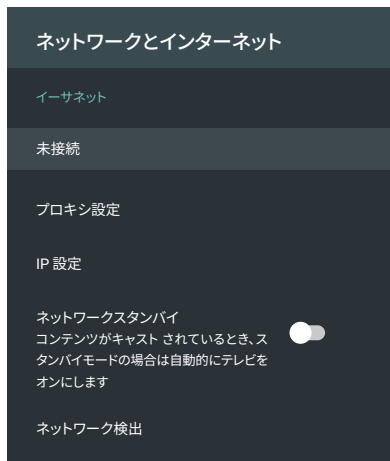 ネットワークとインターネット
イーサネット
未接続
プロキシ設定
IP 設定
ネットワークスタンバイ
コンテンツがキャスト されているとき、ス
タンバイモードの場合は自動的にテレビを
オンにします
ネットワーク検出